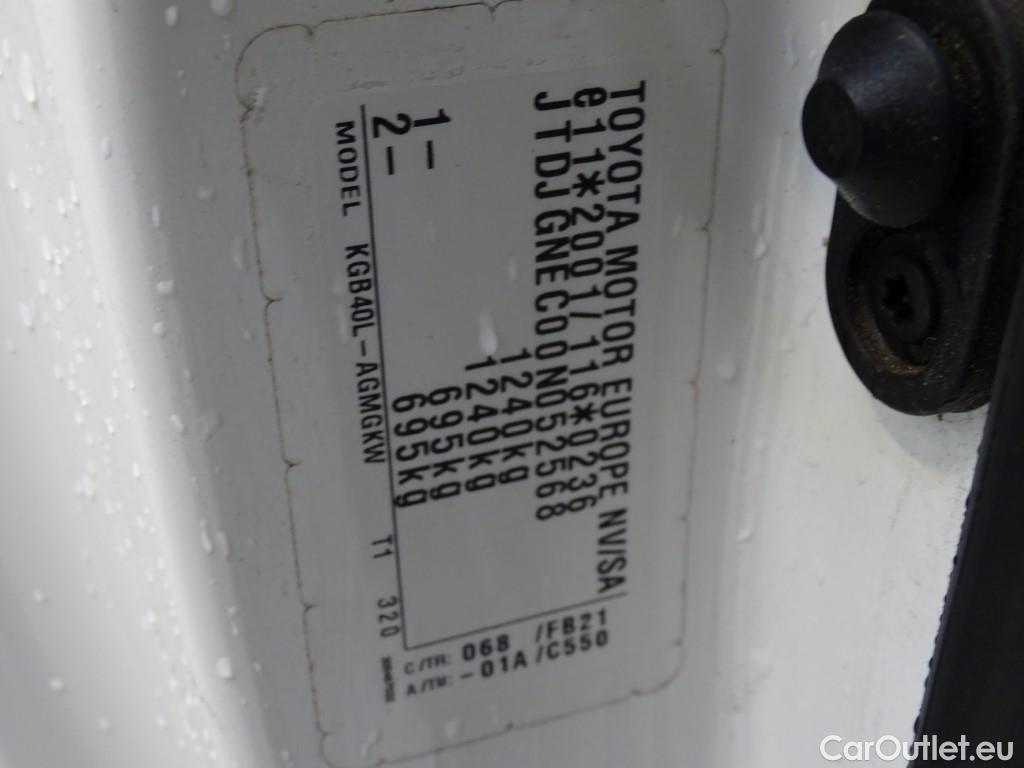 TOYOTA MOTOR EUROPE NV/SA
e11*2001/116*0236
JTDJGNEC00N052568
1240kg
1240kg
1- 695kg
2- 695kg
MODEL KGB40L-AGMGKW T1 320
C/TR: 068 /FB21
A/TM: -01A /C550
CarOutlet.eu